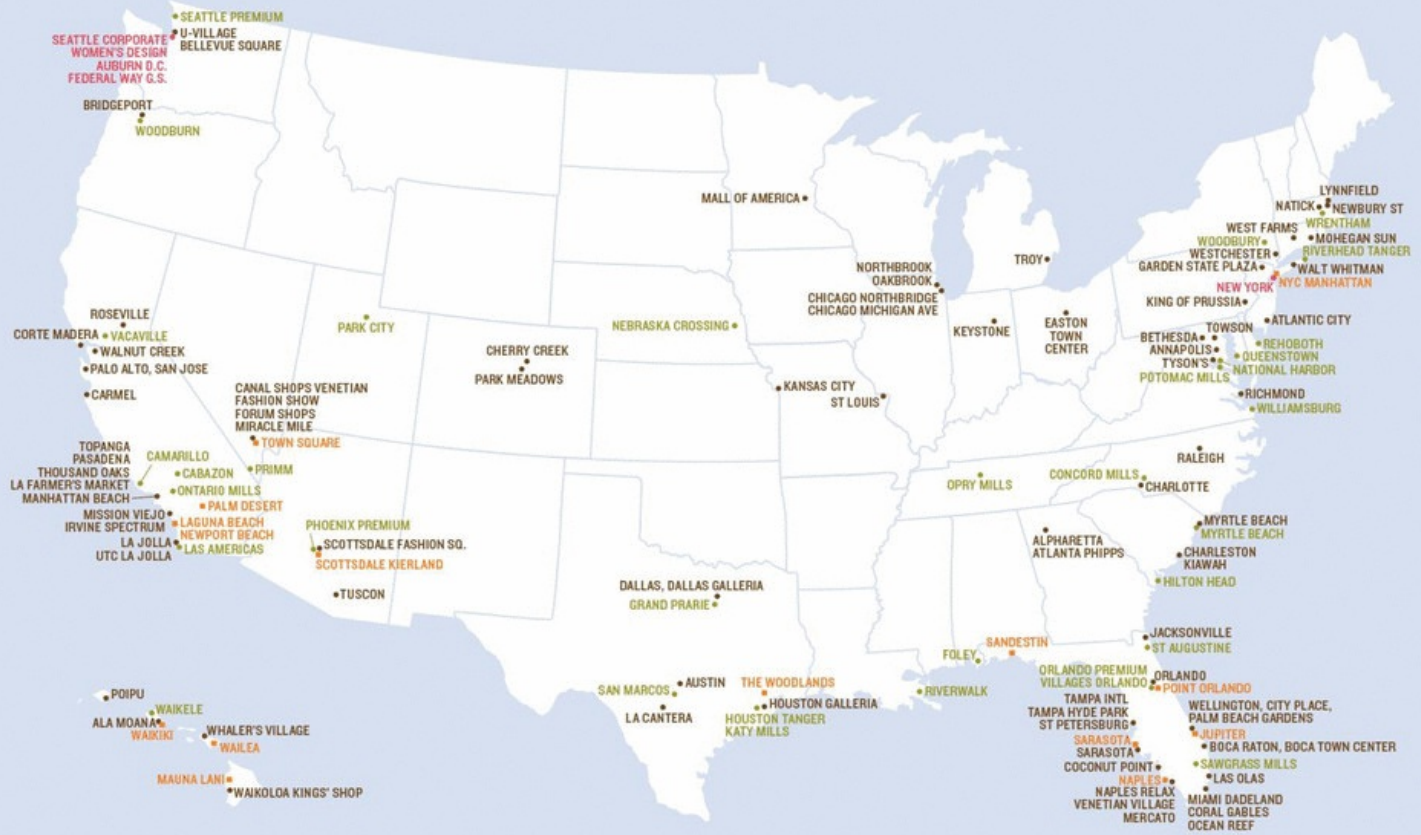 SEATTLE PREMIUM
U-VILLAGE
BELLEVUE SQUARE
SEATTLE CORPORATE
WOMEN'S DESIGN
AUBURN D.C.
FEDERAL WAY G.S.
BRIDGEPORT
WOODBURN
MALL OF AMERICA
TROY
NORTHBROOK
OAKBROOK
CHICAGO NORTHBRIDGE
CHICAGO MICHIGAN AVE
LYNNFIELD
NATICK
NEWBURY ST
WRENTHAM
WEST FARMS
MOHEGAN SUN
WOODBURY
RIVERHEAD TANGER
WESTCHESTER
GARDEN STATE PLAZA
WALT WHITMAN
NEW YORK
NYC MANHATTAN
KING OF PRUSSIA
ATLANTIC CITY
ROSEVILLE
CORTE MADERA
VACAVILLE
WALNUT CREEK
PALO ALTO, SAN JOSE
CARMEL
PARK CITY
NEBRASKA CROSSING
KEYSTONE
EASTON
TOWN
CENTER
TOWSON
BETHESDA
ANNAPOLIS
TYSON'S
REHOBOTH
QUEENSTOWN
NATIONAL HARBOR
POTOMAC MILLS
RICHMOND
WILLIAMSBURG
CHERRY CREEK
PARK MEADOWS
KANSAS CITY
ST LOUIS
CANAL SHOPS VENETIAN
FASHION SHOW
FORUM SHOPS
MIRACLE MILE
TOWN SQUARE
PRIMM
TOPANGA
PASADENA
THOUSAND OAKS
LA FARMER'S MARKET
MANHATTAN BEACH
CAMARILLO
CABAZON
ONTARIO MILLS
PALM DESERT
MISSION VIEJO
IRVINE SPECTRUM
LAGUNA BEACH
NEWPORT BEACH
LA JOLLA
UTC LA JOLLA
LAS AMERICAS
PHOENIX PREMIUM
SCOTTSDALE FASHION SQ.
SCOTTSDALE KIERLAND
TUSCON
RALEIGH
OPRY MILLS
CONCORD MILLS
CHARLOTTE
MYRTLE BEACH
MYRTLE BEACH
ALPHARETTA
ATLANTA PHIPPS
CHARLESTON
KIAWAH
HILTON HEAD
DALLAS, DALLAS GALLERIA
GRAND PRARIE
JACKSONVILLE
ST AUGUSTINE
SANDESTIN
FOLEY
RIVERWALK
AUSTIN
SAN MARCOS
LA CANTERA
THE WOODLANDS
HOUSTON GALLERIA
HOUSTON TANGER
KATY MILLS
ORLANDO PREMIUM
VILLAGES ORLANDO
ORLANDO
POINT ORLANDO
TAMPA INTL
TAMPA HYDE PARK
ST PETERSBURG
SARASOTA
SARASOTA
COCONUT POINT
NAPLES
NAPLES RELAX
VENETIAN VILLAGE
MERCATO
WELLINGTON, CITY PLACE,
PALM BEACH GARDENS
JUPITER
BOCA RATON, BOCA TOWN CENTER
SAWGRASS MILLS
LAS OLAS
MIAMI DADELAND
CORAL GABLES
OCEAN REEF
POIPU
WAIKELE
ALA MOANA
WAIKIKI
WHALER'S VILLAGE
WAILEA
MAUNA LANI
WAIKOLOA KINGS' SHOP